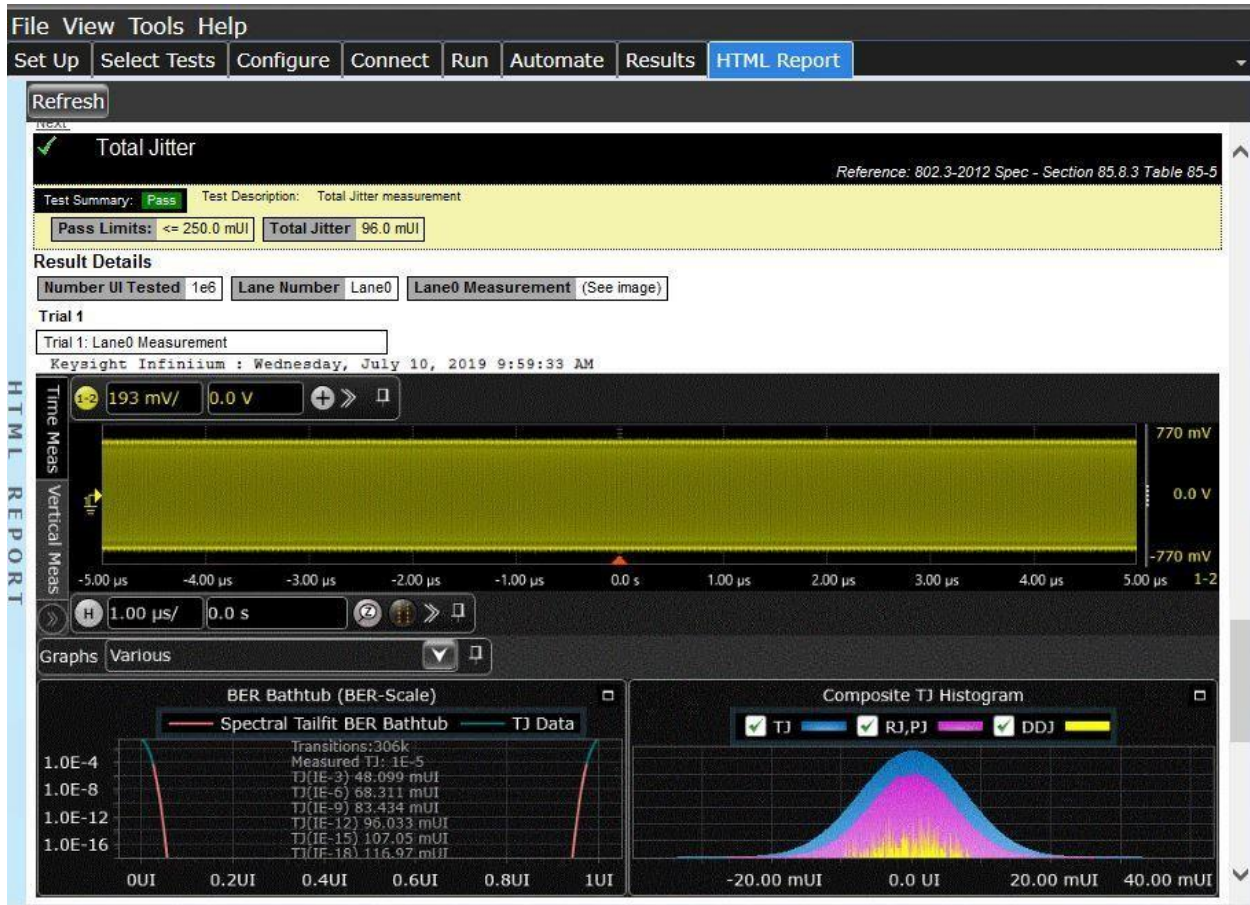 File View Tools Help
Set Up Select Tests Configure Connect Run Automate Results HTML Report
Refresh
Next
Total Jitter
Reference: 802.3-2012 Spec - Section 85.8.3 Table 85-5
Test Summary: Pass Test Description: Total Jitter measurement
Pass Limits: <= 250.0 mUI Total Jitter 96.0 mUI
Result Details
Number UI Tested 1e6 Lane Number Lane0 Lane0 Measurement (See image)
Trial 1
Trial 1: Lane0 Measurement
Keysight Infiniium : Wednesday, July 10, 2019 9:59:33 AM
HTML REPORT
Time Meas
Vertical Meas
1-2 193 mV/ 0.0 V
770 mV
0.0 V
-770 mV
-5.00 µs -4.00 µs -3.00 µs -2.00 µs -1.00 µs 0.0 s 1.00 µs 2.00 µs 3.00 µs 4.00 µs 5.00 µs 1-2
H 1.00 µs/ 0.0 s Z
Graphs Various
BER Bathtub (BER-Scale)
Spectral Tailfit BER Bathtub TJ Data
Transitions:306k
Measured TJ: 1E-5
TJ(IE-3) 48.099 mUI
TJ(IE-6) 68.311 mUI
TJ(IE-9) 83.434 mUI
TJ(IE-12) 96.033 mUI
TJ(IE-15) 107.05 mUI
TJ(IE-18) 116.97 mUI
1.0E-4
1.0E-8
1.0E-12
1.0E-16
0UI 0.2UI 0.4UI 0.6UI 0.8UI 1UI
Composite TJ Histogram
TJ RJ,PJ DDJ
-20.00 mUI 0.0 UI 20.00 mUI 40.00 mUI